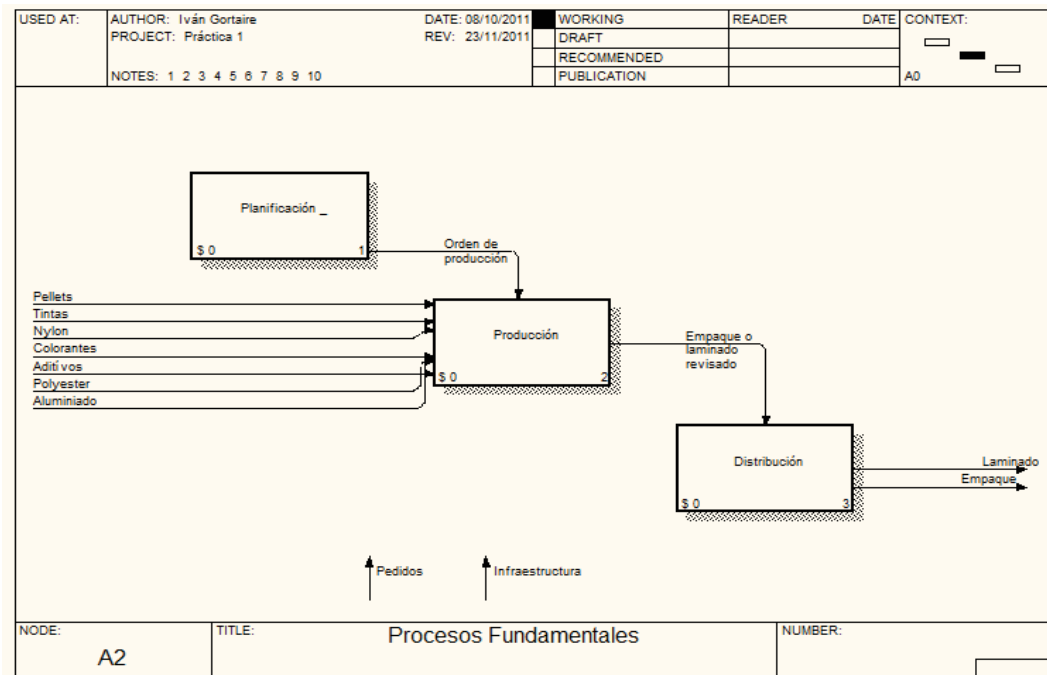 USED AT:
AUTHOR: Iván Gortaire
DATE: 08/10/2011
WORKING
READER
DATE
CONTEXT:
PROJECT: Práctica 1
REV: 23/11/2011
DRAFT
RECOMMENDED
NOTES: 1 2 3 4 5 6 7 8 9 10
PUBLICATION
A0
Planificación _
$ 0
1
Orden de
producción
Pellets
Tintas
Nylon
Colorantes
Aditivos
Polyester
Aluminiado
Producción
$ 0
2
Empaque o
laminado
revisado
Distribución
$ 0
3
Laminado
Empaque
Pedidos
Infraestructura
NODE:
A2
TITLE:
Procesos Fundamentales
NUMBER: